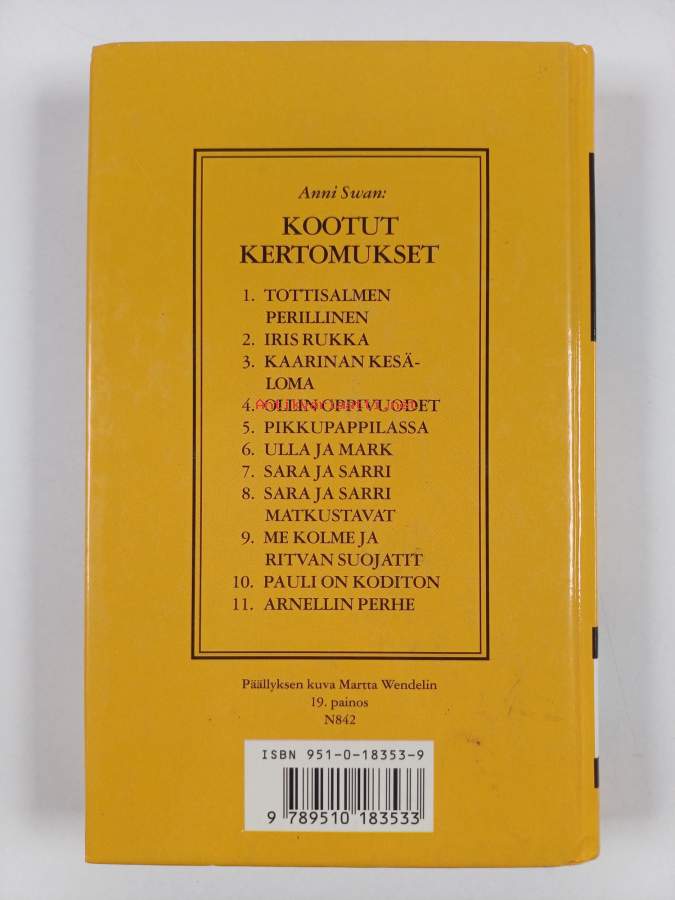 Anni Swan:
KOOTUT
KERTOMUKSET
1. TOTTISALMEN
PERILLINEN
2. IRIS RUKKA
3. KAARINAN KESÄ-
LOMA
4. OLLIN OPPIVUODET
Antikvariaatti.net
5. PIKKUPAPPILASSA
6. ULLA JA MARK
7. SARA JA SARRI
8. SARA JA SARRI
MATKUSTAVAT
9. ME KOLME JA
RITVAN SUOJATIT
10. PAULI ON KODITON
11. ARNELLIN PERHE
Päällyksen kuva Martta Wendelin
19. painos
N842
ISBN 951-0-18353-9
9 789510 183533